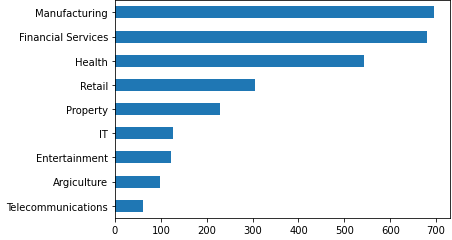 Manufacturing
Financial Services
Health
Retail
Property
IT
Entertainment
Argiculture
Telecommunications
0 100 200 300 400 500 600 700